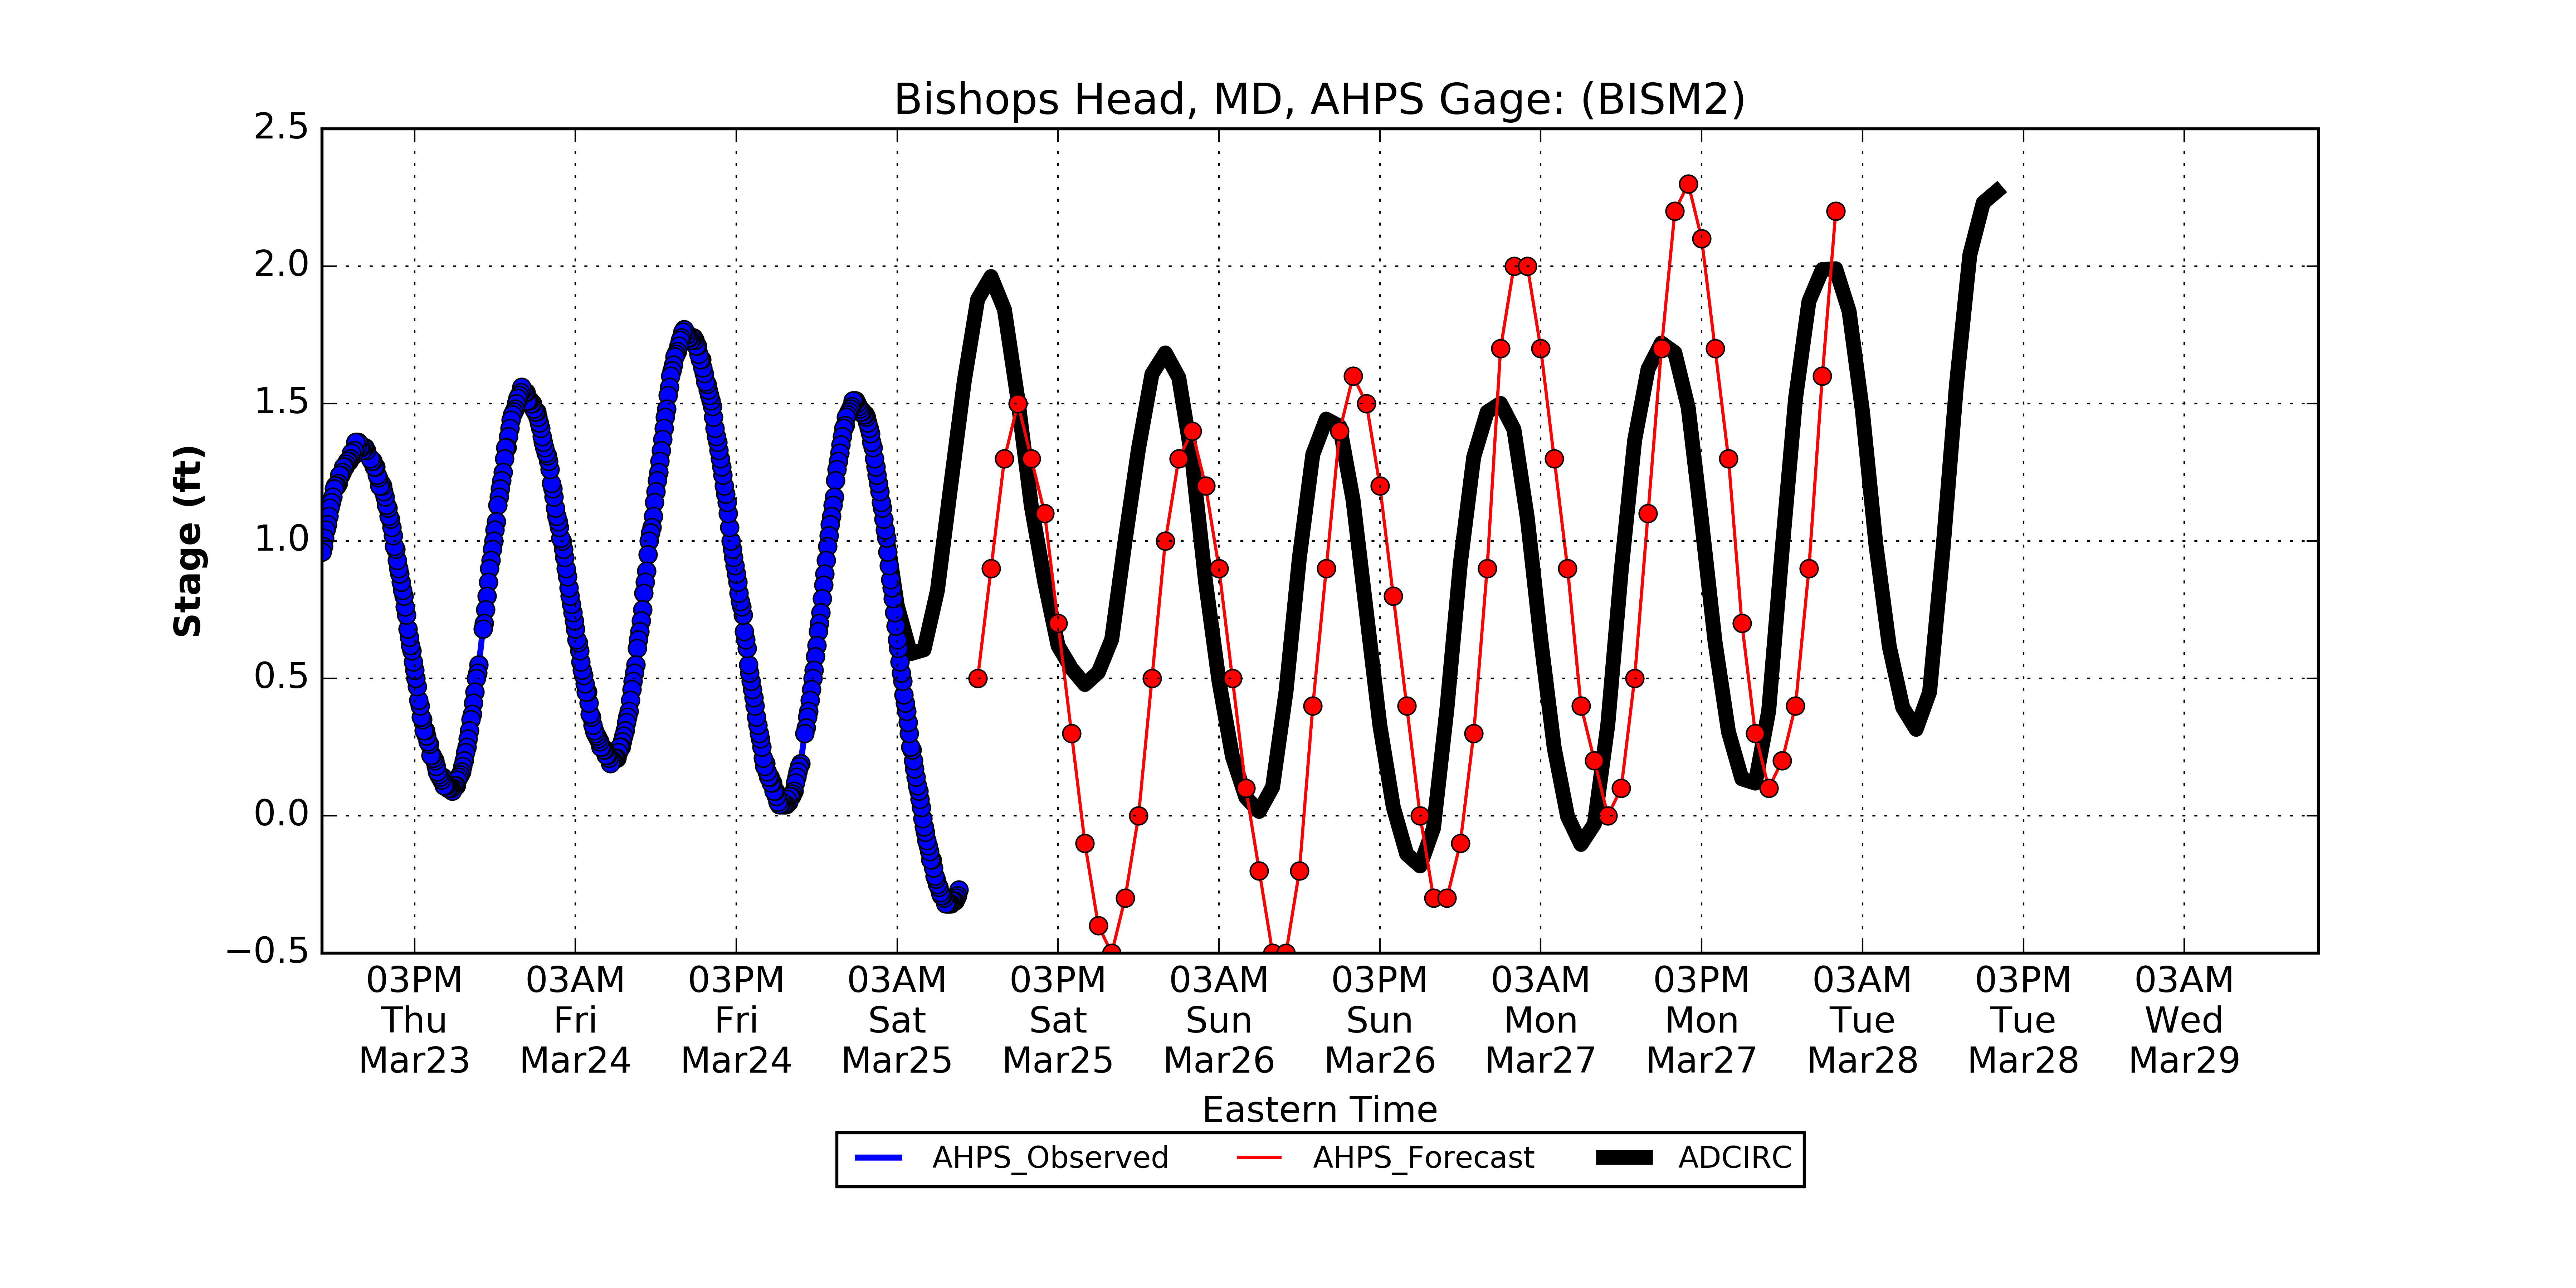 Bishops Head, MD, AHPS Gage: (BISM2)
2.5
2.0
1.5
1.0
0.5
0.0
−0.5
Stage (ft)
03PM 03AM 03PM 03AM 03PM 03AM 03PM 03AM 03PM 03AM 03PM 03AM
Thu Fri Fri Sat Sat Sun Sun Mon Mon Tue Tue Wed
Mar23 Mar24 Mar24 Mar25 Mar25 Mar26 Mar26 Mar27 Mar27 Mar28 Mar28 Mar29
Eastern Time
AHPS_Observed AHPS_Forecast ADCIRC